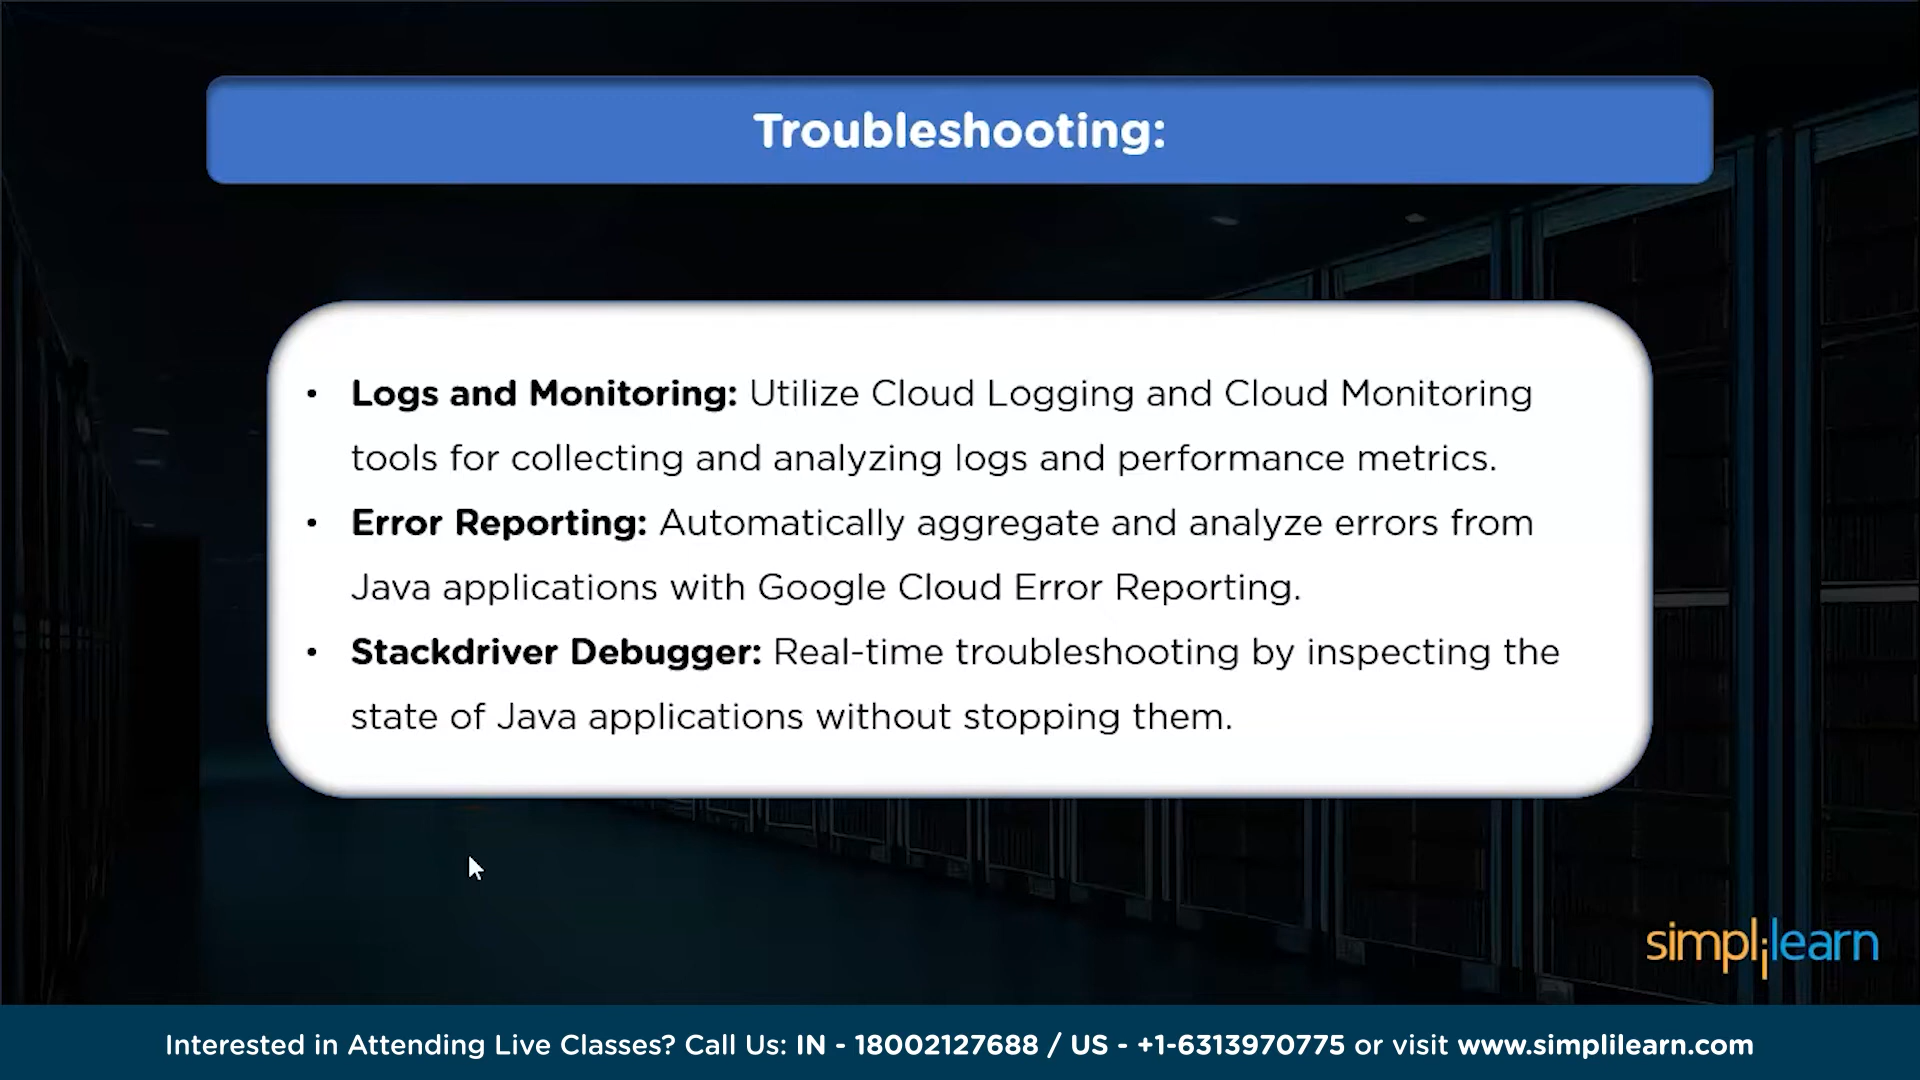 Troubleshooting:
• Logs and Monitoring: Utilize Cloud Logging and Cloud Monitoring
tools for collecting and analyzing logs and performance metrics.
• Error Reporting: Automatically aggregate and analyze errors from
Java applications with Google Cloud Error Reporting.
• Stackdriver Debugger: Real-time troubleshooting by inspecting the
state of Java applications without stopping them.
simplilearn
Interested in Attending Live Classes? Call Us: IN - 18002127688 / US - +1-6313970775 or visit www.simplilearn.com